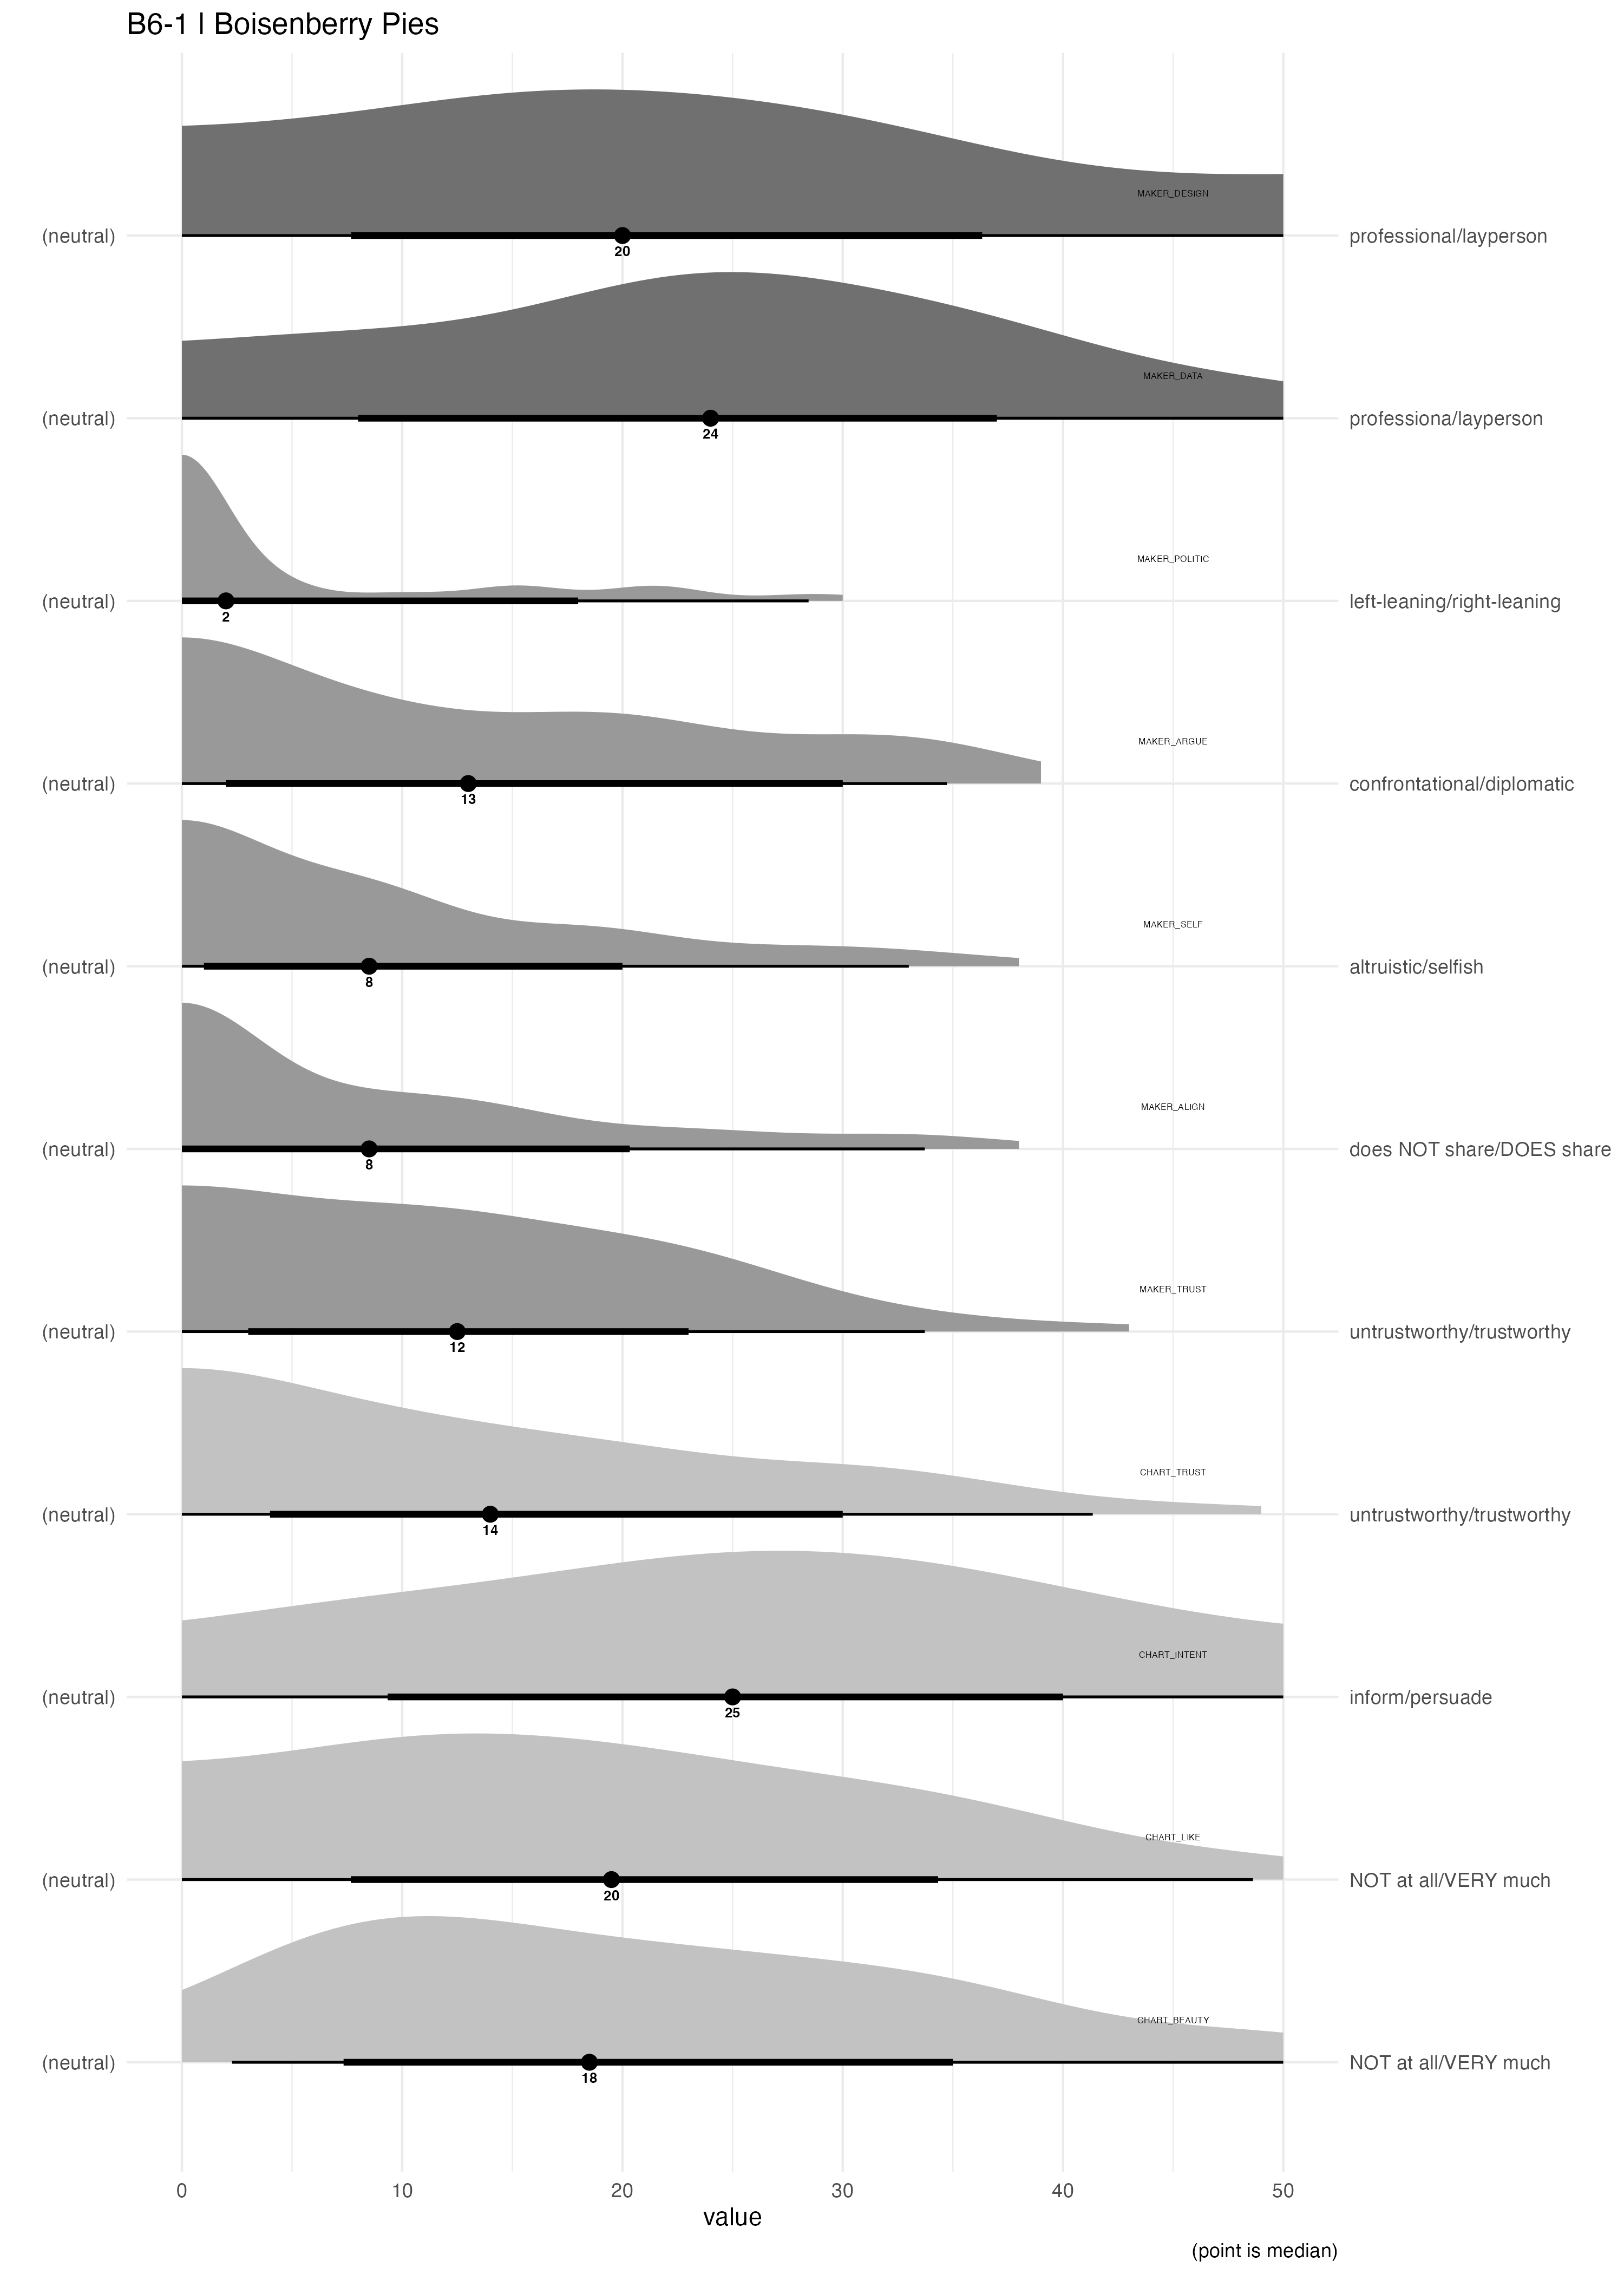 B6-1 | Boisenberry Pies
MAKER_DESIGN
(neutral) professional/layperson
20
MAKER_DATA
(neutral) professiona/layperson
24
MAKER_POLITIC
(neutral) left-leaning/right-leaning
2
MAKER_ARGUE
(neutral) confrontational/diplomatic
13
MAKER_SELF
(neutral) altruistic/selfish
8
MAKER_ALIGN
(neutral) does NOT share/DOES share
8
MAKER_TRUST
(neutral) untrustworthy/trustworthy
12
CHART_TRUST
(neutral) untrustworthy/trustworthy
14
CHART_INTENT
(neutral) inform/persuade
25
CHART_LIKE
(neutral) NOT at all/VERY much
20
CHART_BEAUTY
(neutral) NOT at all/VERY much
18
0 10 20 30 40 50
value
(point is median)